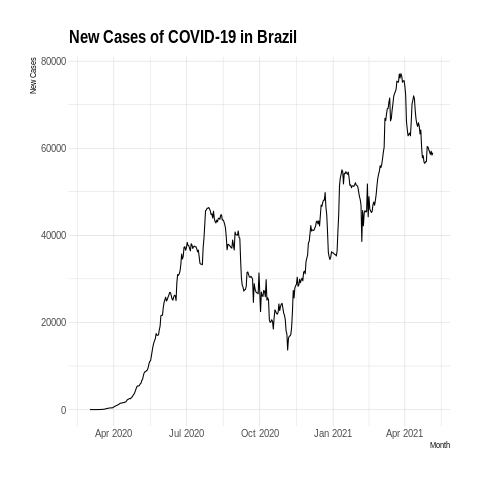 New Cases of COVID-19 in Brazil
New Cases
80000
60000
40000
20000
0
Apr 2020 Jul 2020 Oct 2020 Jan 2021 Apr 2021
Month